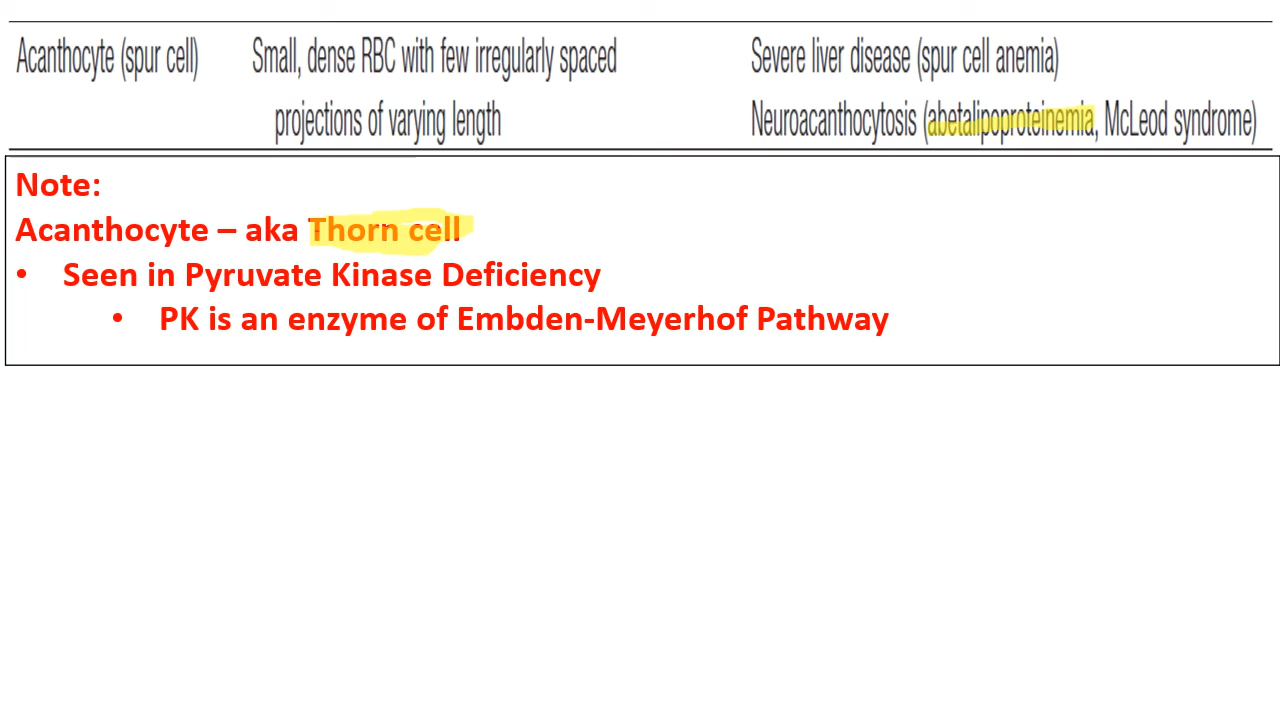 Acanthocyte (spur cell) Small, dense RBC with few irregularly spaced Severe liver disease (spur cell anemia)
projections of varying length Neuroacanthocytosis (abetalipoproteinemia, McLeod syndrome)
Note:
Acanthocyte – aka Thorn cell
• Seen in Pyruvate Kinase Deficiency
• PK is an enzyme of Embden-Meyerhof Pathway